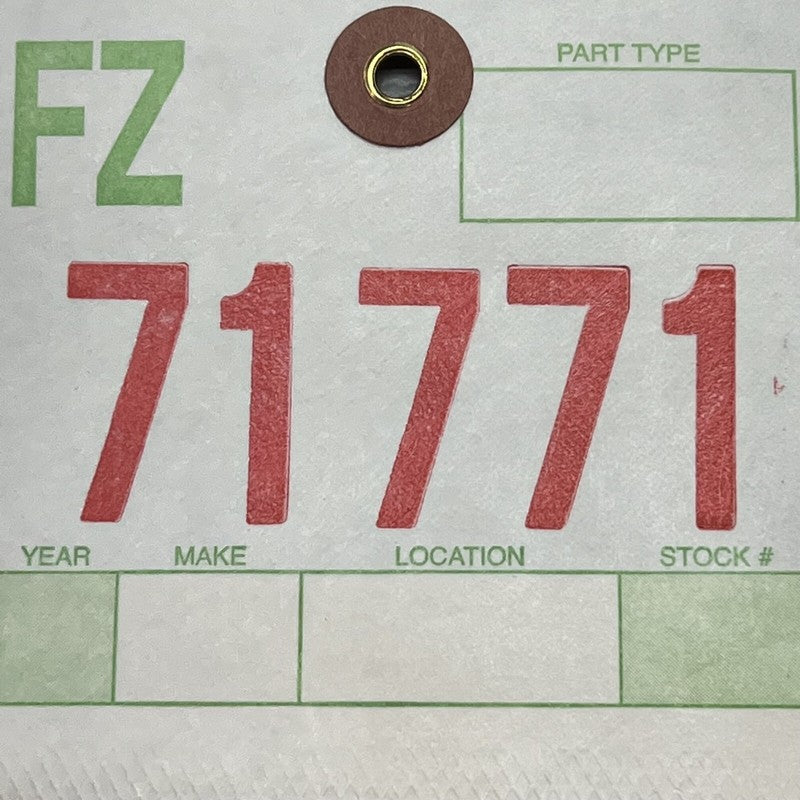 FZ
PART TYPE
71771
YEAR MAKE LOCATION STOCK #